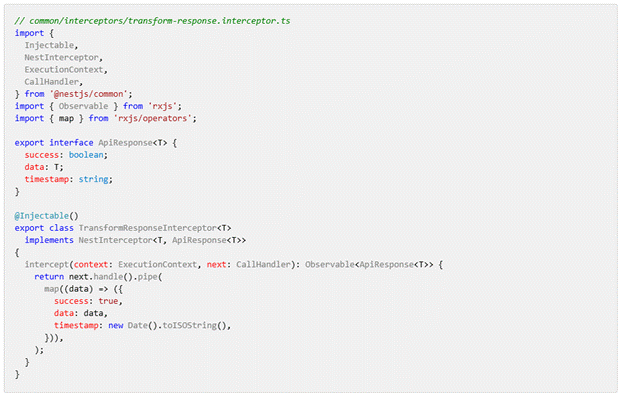 // common/interceptors/transform-response.interceptor.ts
import {
  Injectable,
  NestInterceptor,
  ExecutionContext,
  CallHandler,
} from '@nestjs/common';
import { Observable } from 'rxjs';
import { map } from 'rxjs/operators';

export interface ApiResponse<T> {
  success: boolean;
  data: T;
  timestamp: string;
}

@Injectable()
export class TransformResponseInterceptor<T>
  implements NestInterceptor<T, ApiResponse<T>>
{
  intercept(context: ExecutionContext, next: CallHandler): Observable<ApiResponse<T>> {
    return next.handle().pipe(
      map((data) => ({
        success: true,
        data: data,
        timestamp: new Date().toISOString(),
      })),
    );
  }
}